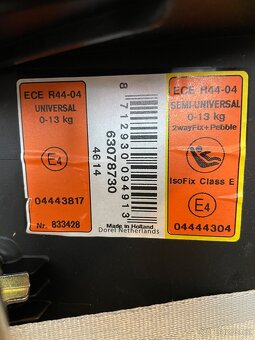 ECE R44-04
UNIVERSAL
0-13 kg
E4
04443817
Nr. 833428
8 712930 094913
63078730
4614
Made in Holland
Dorel Netherlands
ECE R44-04
SEMI-UNIVERSAL
0-13 kg
2wayFix+Pebble
IsoFix Class E
E4
04444304